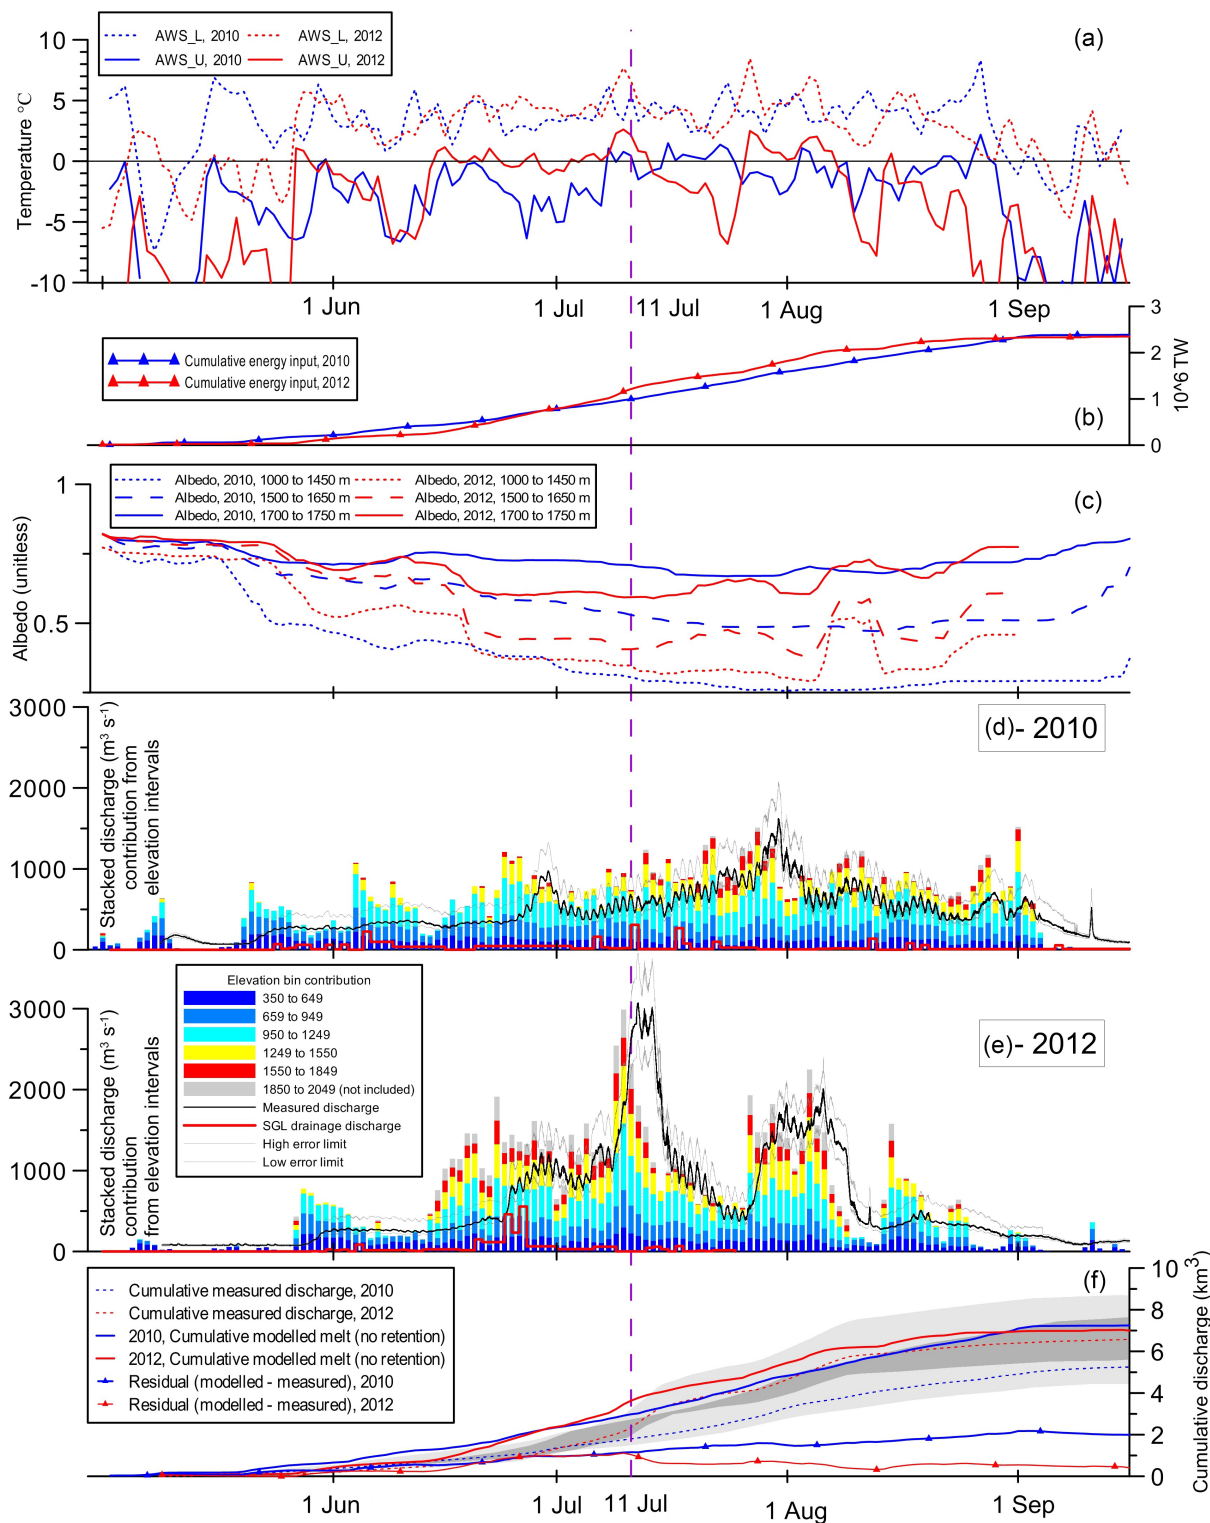 AWS_L, 2010
AWS_L, 2012
AWS_U, 2010
AWS_U, 2012
(a)
Temperature °C
10
5
0
-5
-10
1 Jun
1 Jul
11 Jul
1 Aug
1 Sep
Cumulative energy input, 2010
Cumulative energy input, 2012
(b)
3
2
1
0
10^6 TW
Albedo, 2010, 1000 to 1450 m
Albedo, 2012, 1000 to 1450 m
Albedo, 2010, 1500 to 1650 m
Albedo, 2012, 1500 to 1650 m
Albedo, 2010, 1700 to 1750 m
Albedo, 2012, 1700 to 1750 m
(c)
Albedo (unitless)
1
0.5
(d)- 2010
Stacked discharge (m³ s⁻¹)
contribution from
elevation intervals
3000
2000
1000
0
Elevation bin contribution
350 to 649
659 to 949
950 to 1249
1249 to 1550
1550 to 1849
1850 to 2049 (not included)
Measured discharge
SGL drainage discharge
High error limit
Low error limit
(e)- 2012
Stacked discharge (m³ s⁻¹)
contribution
from elevation intervals
3000
2000
1000
0
Cumulative measured discharge, 2010
Cumulative measured discharge, 2012
2010, Cumulative modelled melt (no retention)
2012, Cumulative modelled melt (no retention)
Residual (modelled - measured), 2010
Residual (modelled - measured), 2012
(f)
10
8
6
4
2
0
Cumulative discharge (km³)
1 Jun
1 Jul
11 Jul
1 Aug
1 Sep